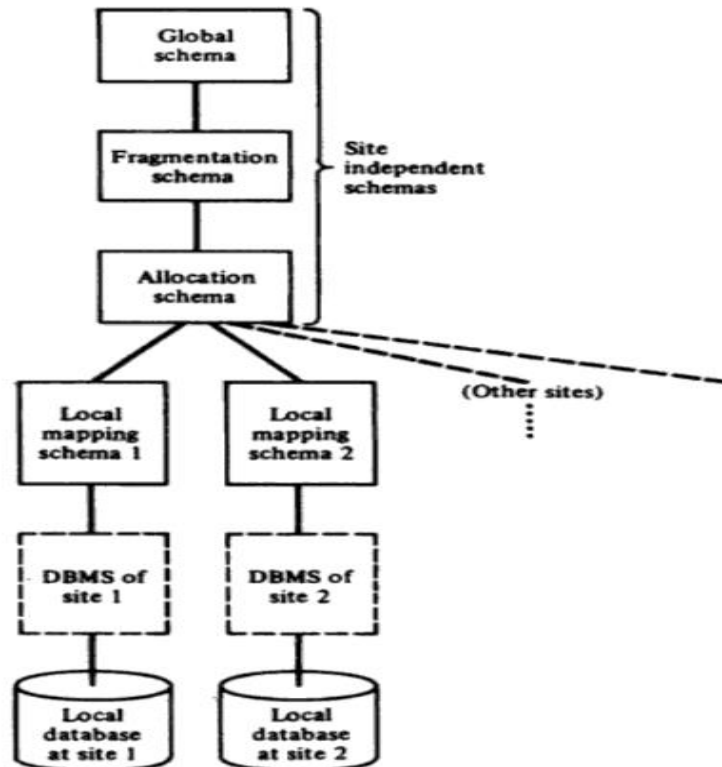 Global
schema
Fragmentation
schema
Site
independent
schemas
Allocation
schema
(Other sites)
Local
mapping
schema 1
Local
mapping
schema 2
DBMS of
site 1
DBMS of
site 2
Local
database
at site 1
Local
database
at site 2